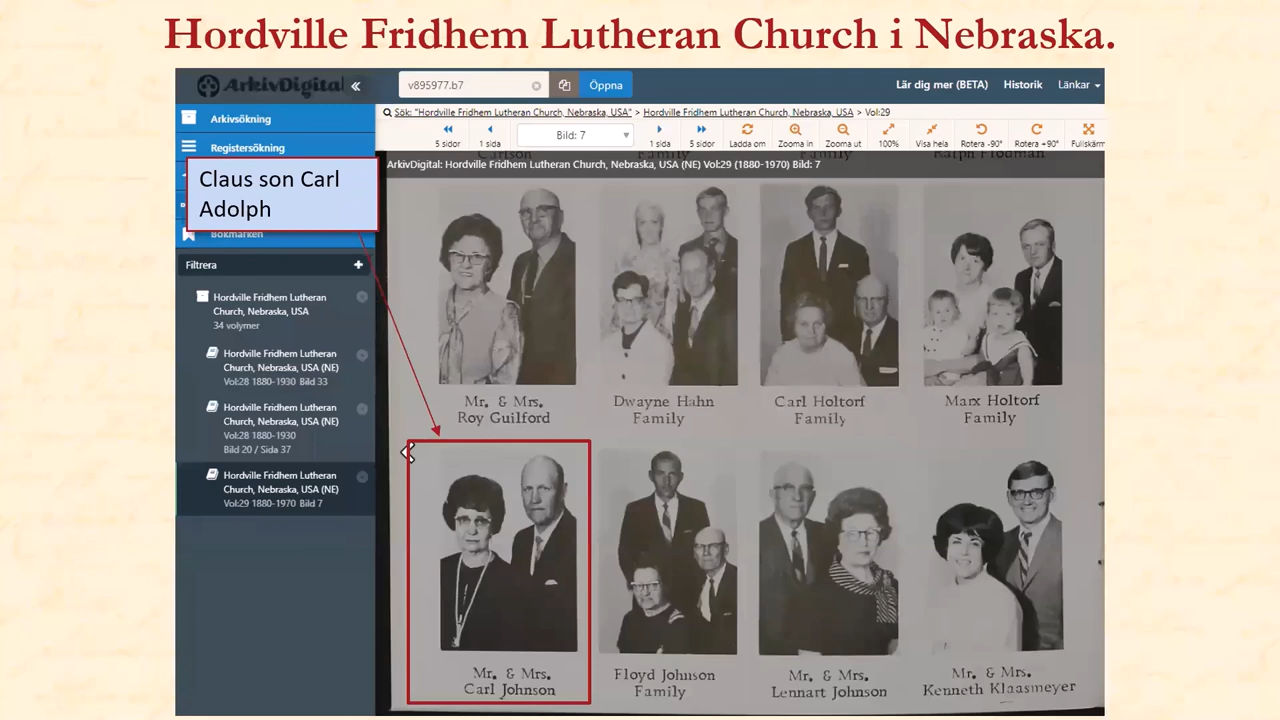 Hordville Fridhem Lutheran Church i Nebraska.
ArkivDigital
v895977.b7
Öppna
Lär dig mer (BETA)
Historik
Länkar
Arkivsökning
Sök: "Hordville Fridhem Lutheran Church, Nebraska, USA" > Hordville Fridhem Lutheran Church, Nebraska, USA > Vol:29
Registersökning
5 sidor
1 sida
Bild: 7
1 sida
5 sidor
Ladda om
Zooma in
Zooma ut
100%
Visa hela
Rotera -90°
Rotera +90°
Fullskärm
Carlson
Family
Family
Ralph Flodman
ArkivDigital: Hordville Fridhem Lutheran Church, Nebraska, USA (NE) Vol:29 (1880-1970) Bild: 7
Claus son Carl
Adolph
Bokmärken
Filtrera
Hordville Fridhem Lutheran
Church, Nebraska, USA
34 volymer
Hordville Fridhem Lutheran
Church, Nebraska, USA (NE)
Vol:28 1880-1930 Bild 33
Hordville Fridhem Lutheran
Church, Nebraska, USA (NE)
Vol:28 1880-1930
Bild 20 / Sida 37
Hordville Fridhem Lutheran
Church, Nebraska, USA (NE)
Vol:29 1880-1970 Bild 7
Mr. & Mrs.
Roy Guilford
Dwayne Hahn
Family
Carl Holtorf
Family
Marx Holtorf
Family
Mr. & Mrs.
Carl Johnson
Floyd Johnson
Family
Mr. & Mrs.
Lennart Johnson
Mr. & Mrs.
Kenneth Klaasmeyer